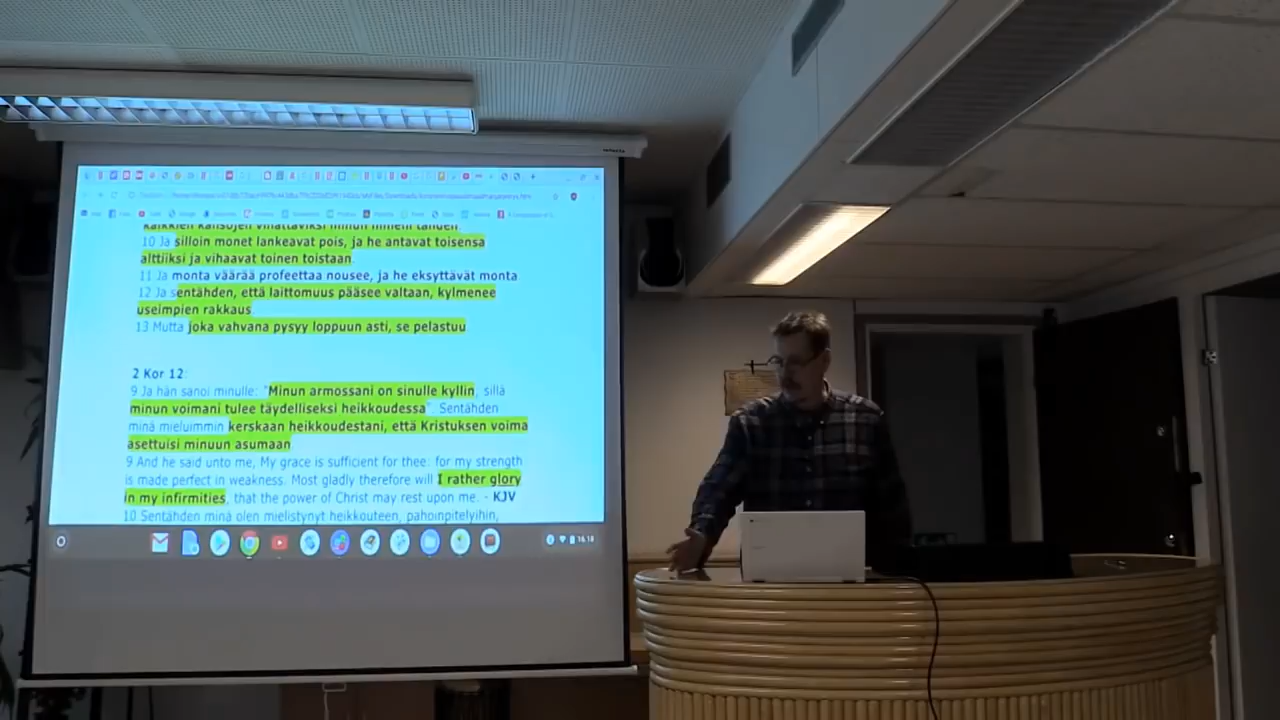 kaikkien kansojen vihattaviksi minun nimeni tähden
10 Ja silloin monet lankeavat pois, ja he antavat toisensa
alttiiksi ja vihaavat toinen toistaan.
11 Ja monta väärää profeettaa nousee, ja he eksyttävät monta
12 Ja sentähden, että laittomuus pääsee valtaan, kylmenee
useimpien rakkaus
13 Mutta joka vahvana pysyy loppuun asti, se pelastuu
2 Kor 12:
9 Ja hän sanoi minulle: "Minun armossani on sinulle kyllin, sillä
minun voimani tulee täydelliseksi heikkoudessa". Sentähden
minä mieluimmin kerskaan heikkoudestani, että Kristuksen voima
asettuisi minuun asumaan
9 And he said unto me, My grace is sufficient for thee: for my strength
is made perfect in weakness. Most gladly therefore will I rather glory
in my infirmities, that the power of Christ may rest upon me. - KJV
10 Sentähden minä olen mielistynyt heikkouteen, pahoinpitelyihin,
16.18